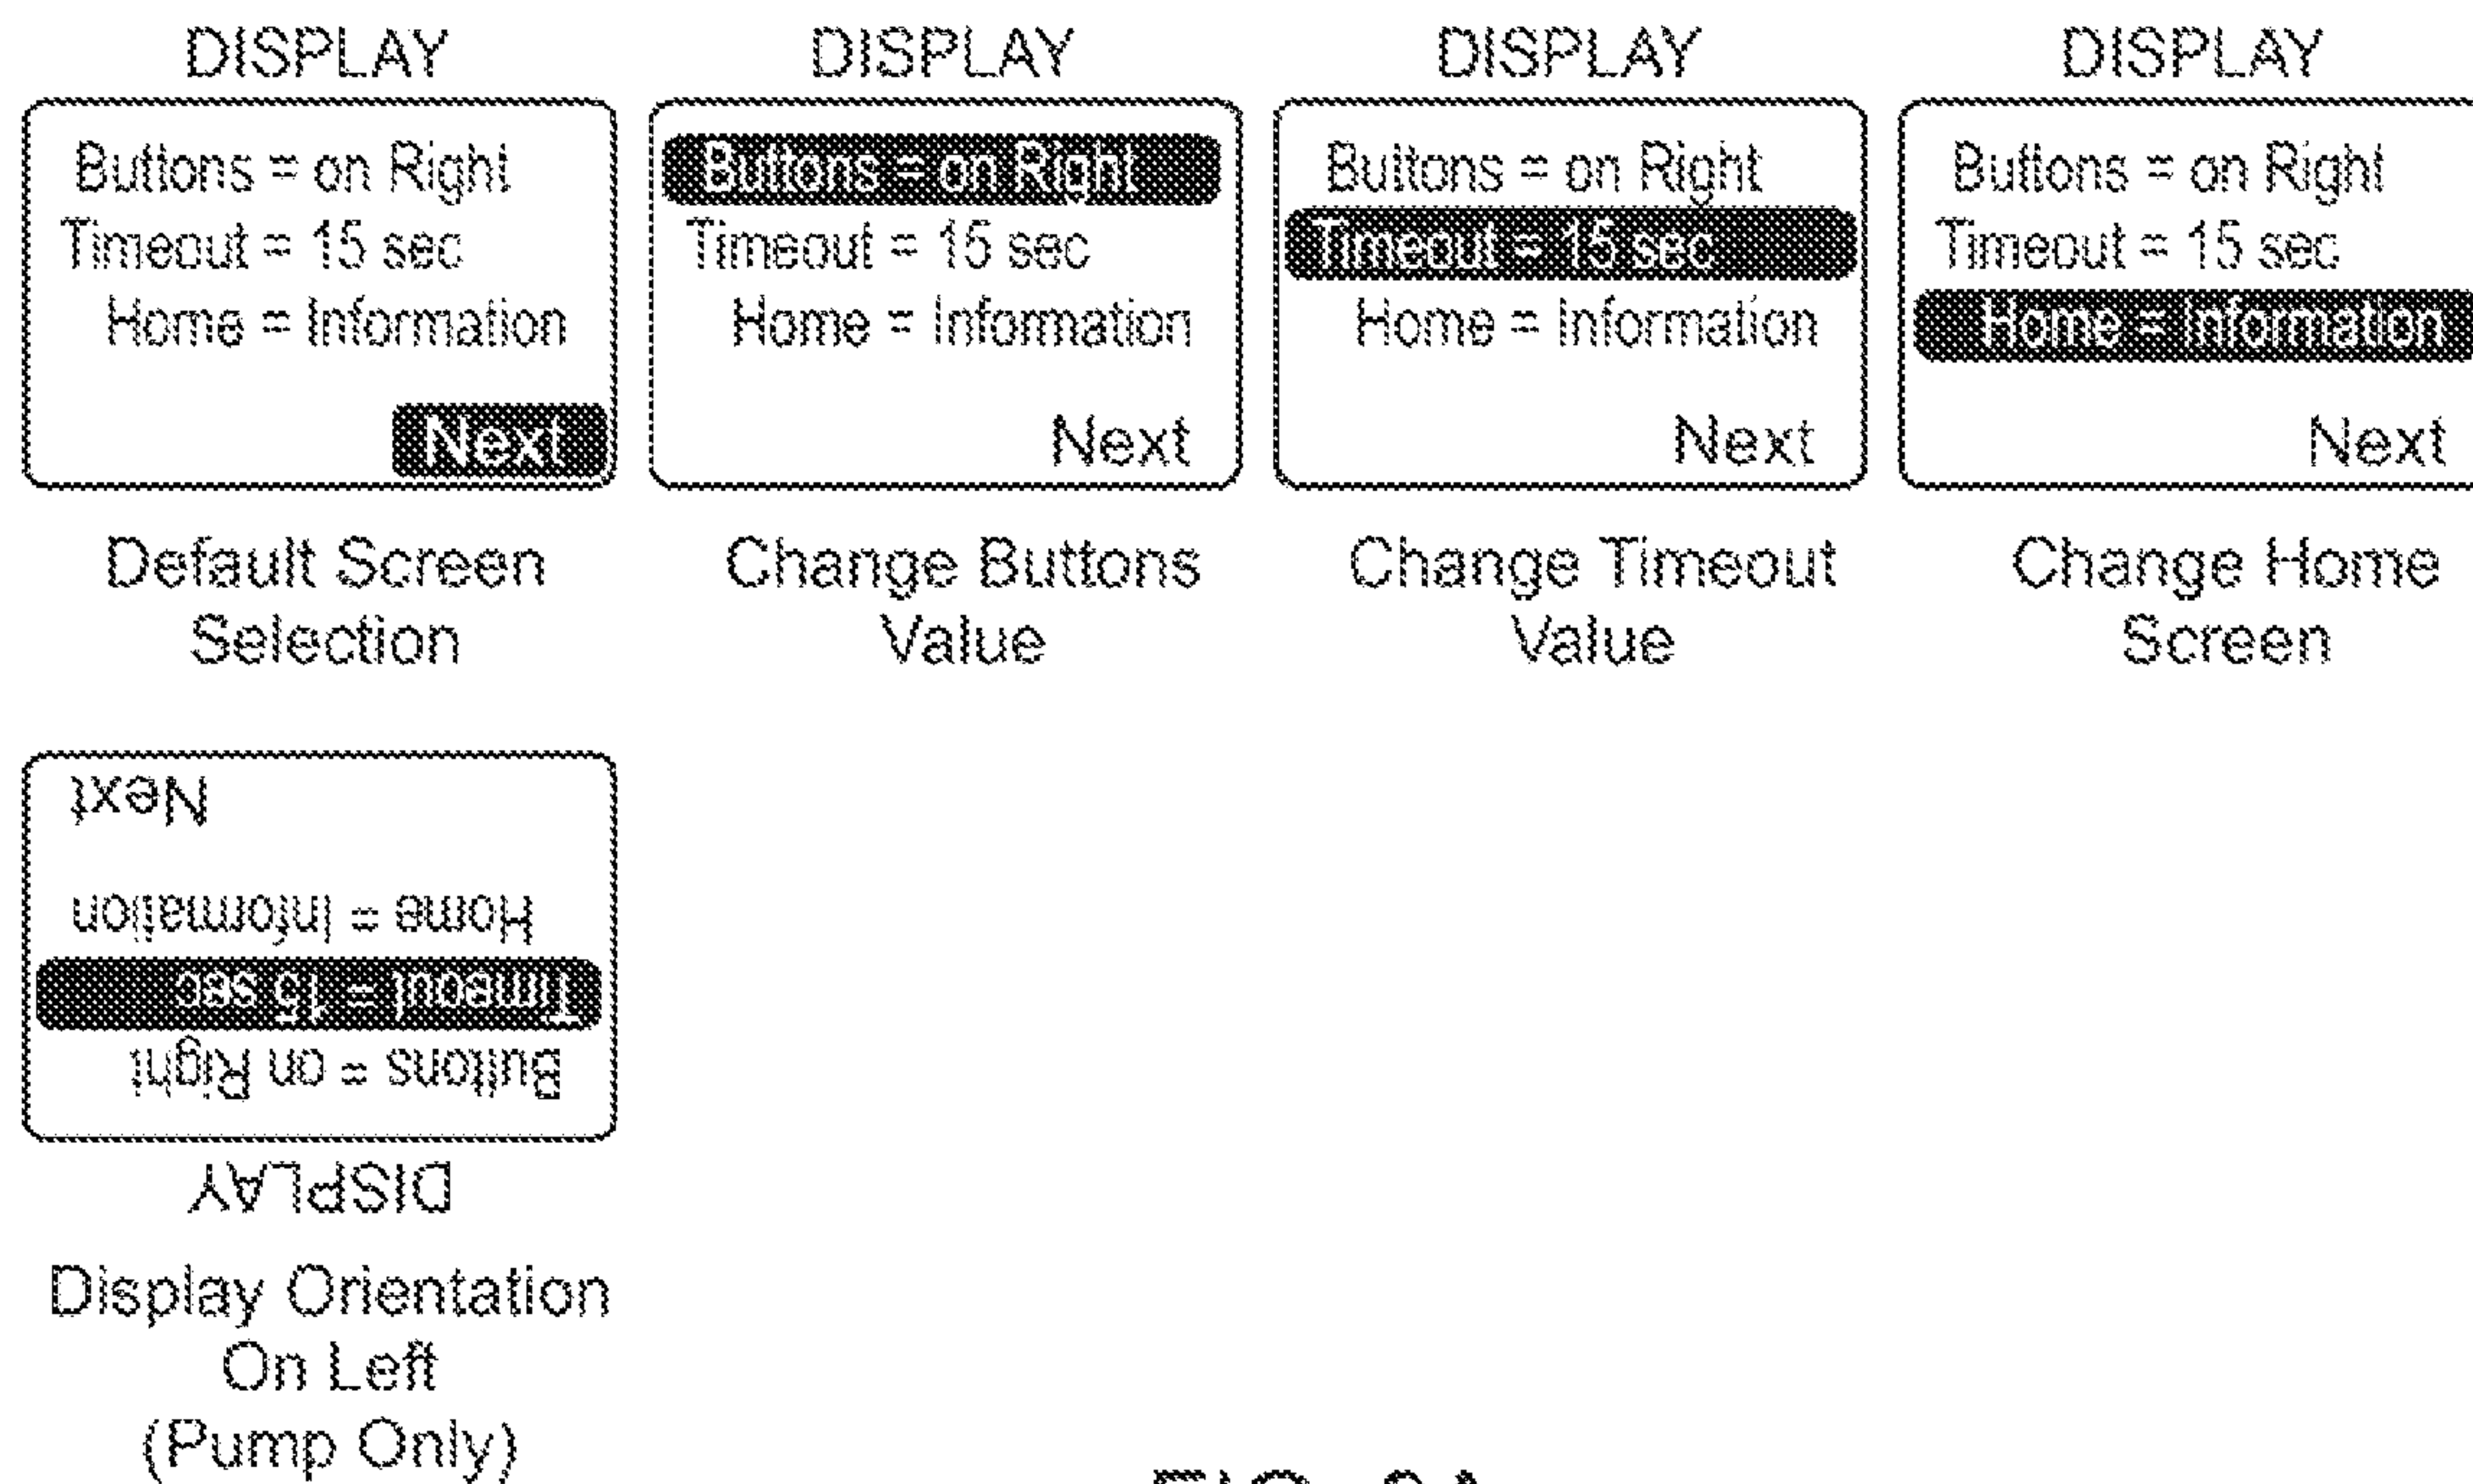 DISPLAY
Buttons = on Right
Timeout = 15 sec
Home = Information
Next
Default Screen
Selection
DISPLAY
Buttons = on Right
Timeout = 15 sec
Home = Information
Next
Change Buttons
Value
DISPLAY
Buttons = on Right
Timeout = 15 sec
Home = Information
Next
Change Timeout
Value
DISPLAY
Buttons = on Right
Timeout = 15 sec
Home = Information
Next
Change Home
Screen
DISPLAY
Buttons = on Right
Timeout = 15 sec
Home = Information
Next
Display Orientation
On Left
(Pump Only)